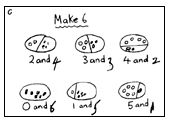 c
Make 6
2 and 4 3 and 3 4 and 2
0 and 6 1 and 5 5 and 1